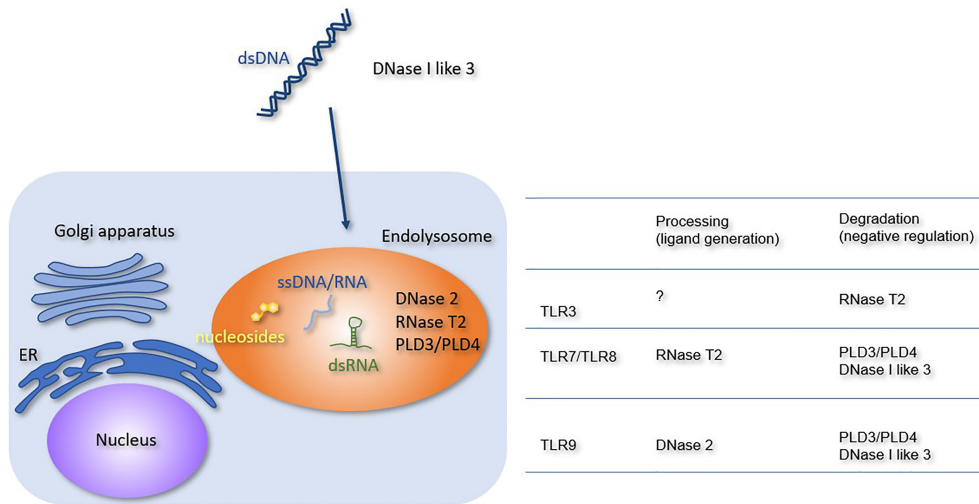 dsDNA
DNase I like 3
Golgi apparatus
Endolysosome
ssDNA/RNA
DNase 2
RNase T2
PLD3/PLD4
nucleosides
dsRNA
ER
Nucleus
Processing
(ligand generation)
Degradation
(negative regulation)
TLR3
?
RNase T2
TLR7/TLR8
RNase T2
PLD3/PLD4
DNase I like 3
TLR9
DNase 2
PLD3/PLD4
DNase I like 3